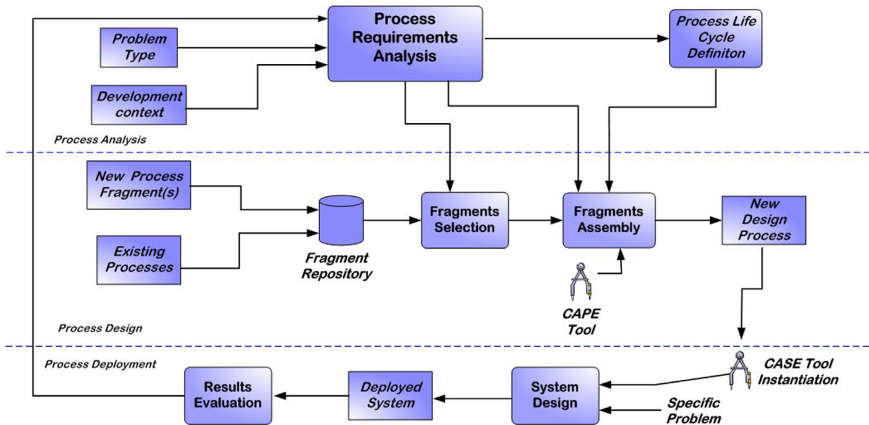 Problem
Type
Process
Requirements
Analysis
Process Life
Cycle
Definiton
Development
context
Process Analysis
New Process
Fragment(s)
Existing
Processes
Fragment
Repository
Fragments
Selection
Fragments
Assembly
New
Design
Process
CAPE
Tool
Process Design
Process Deployment
Results
Evaluation
Deployed
System
System
Design
CASE Tool
Instantiation
Specific
Problem